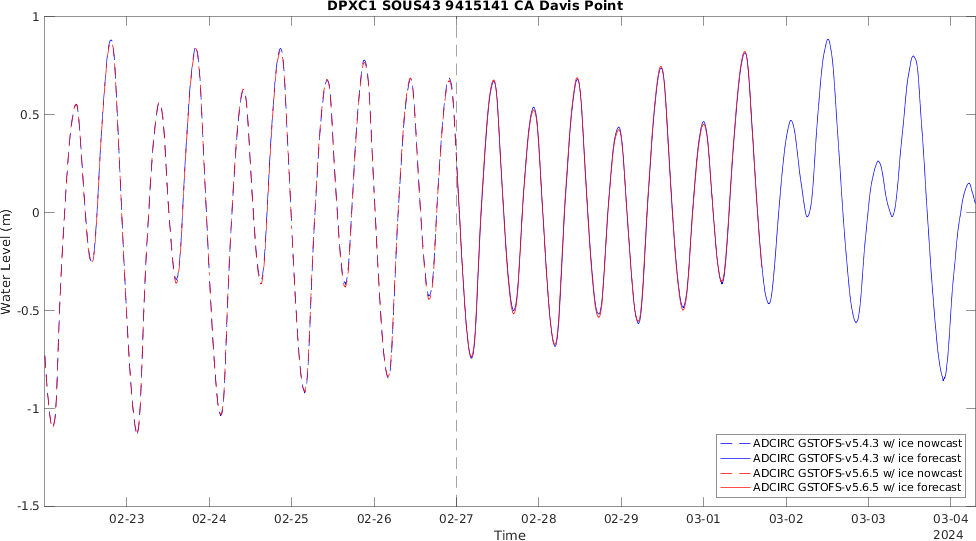 DPXC1 SOUS43 9415141 CA Davis Point
Water Level (m)
1
0.5
0
-0.5
-1
-1.5
ADCIRC GSTOFS-v5.4.3 w/ ice nowcast
ADCIRC GSTOFS-v5.4.3 w/ ice forecast
ADCIRC GSTOFS-v5.6.5 w/ ice nowcast
ADCIRC GSTOFS-v5.6.5 w/ ice forecast
02-23 02-24 02-25 02-26 02-27 02-28 02-29 03-01 03-02 03-03 03-04
Time
2024